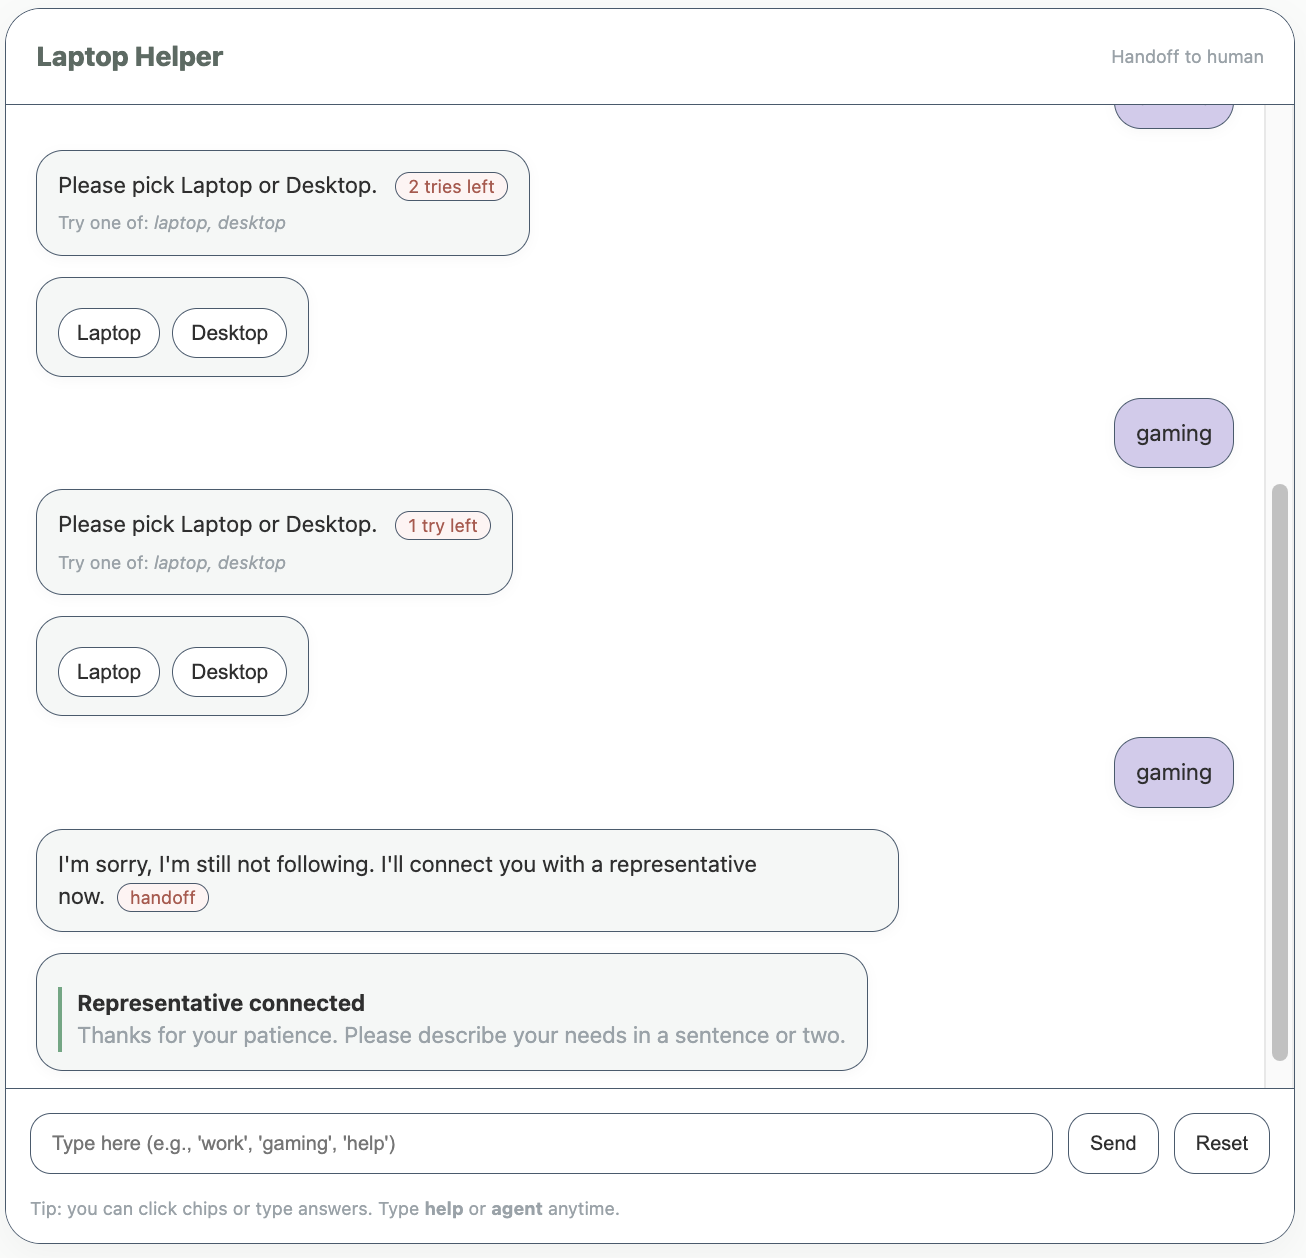 Laptop Helper
Handoff to human
Please pick Laptop or Desktop. 2 tries left
Try one of: laptop, desktop
Laptop Desktop
gaming
Please pick Laptop or Desktop. 1 try left
Try one of: laptop, desktop
Laptop Desktop
gaming
I'm sorry, I'm still not following. I'll connect you with a representative
now. handoff
Representative connected
Thanks for your patience. Please describe your needs in a sentence or two.
Type here (e.g., 'work', 'gaming', 'help') Send Reset
Tip: you can click chips or type answers. Type help or agent anytime.